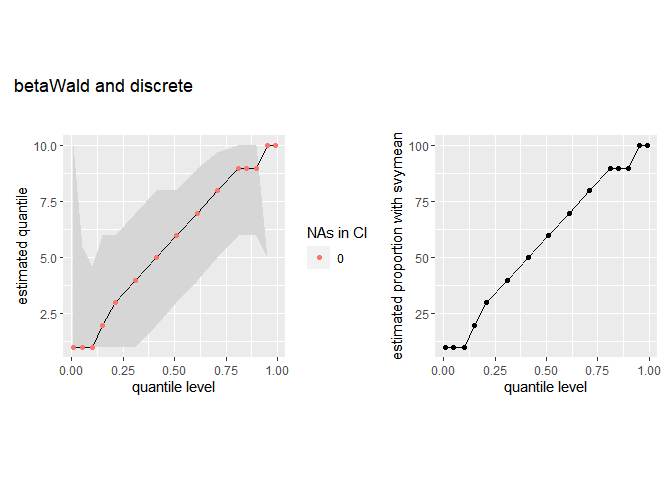 betaWald and discrete
estimated quantile
10.0
7.5
5.0
2.5
0.00 0.25 0.50 0.75 1.00
quantile level
NAs in CI
0
estimated proportion with svymean
100
75
50
25
0.00 0.25 0.50 0.75 1.00
quantile level